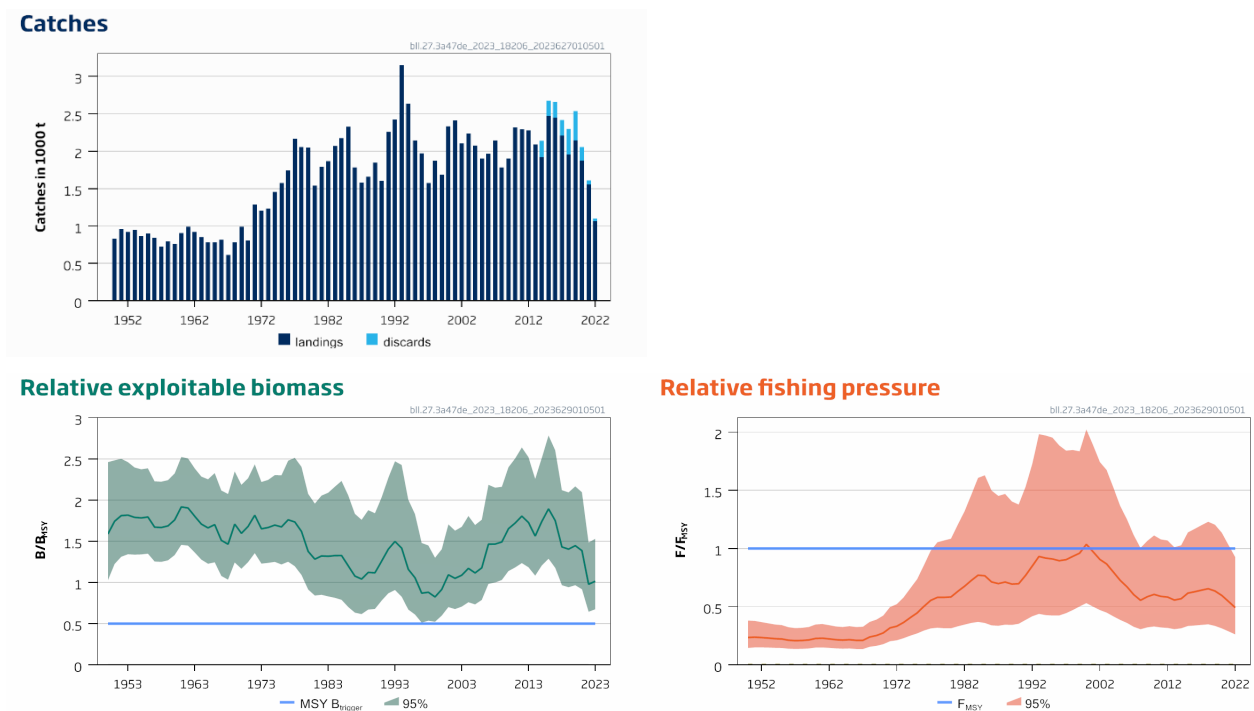 Catches
bll.27.3a47de_2023_18206_2023627010501
Catches in 1000 t
3
2.5
2
1.5
1
0.5
0
1952 1962 1972 1982 1992 2002 2012 2022
landings discards
Relative exploitable biomass
bll.27.3a47de_2023_18206_2023629010501
B/BMSY
3
2.5
2
1.5
1
0.5
0
1953 1963 1973 1983 1993 2003 2013 2023
MSY Btrigger 95%
Relative fishing pressure
bll.27.3a47de_2023_18206_2023629010501
F/FMSY
2
1.5
1
0.5
0
1952 1962 1972 1982 1992 2002 2012 2022
FMSY 95%